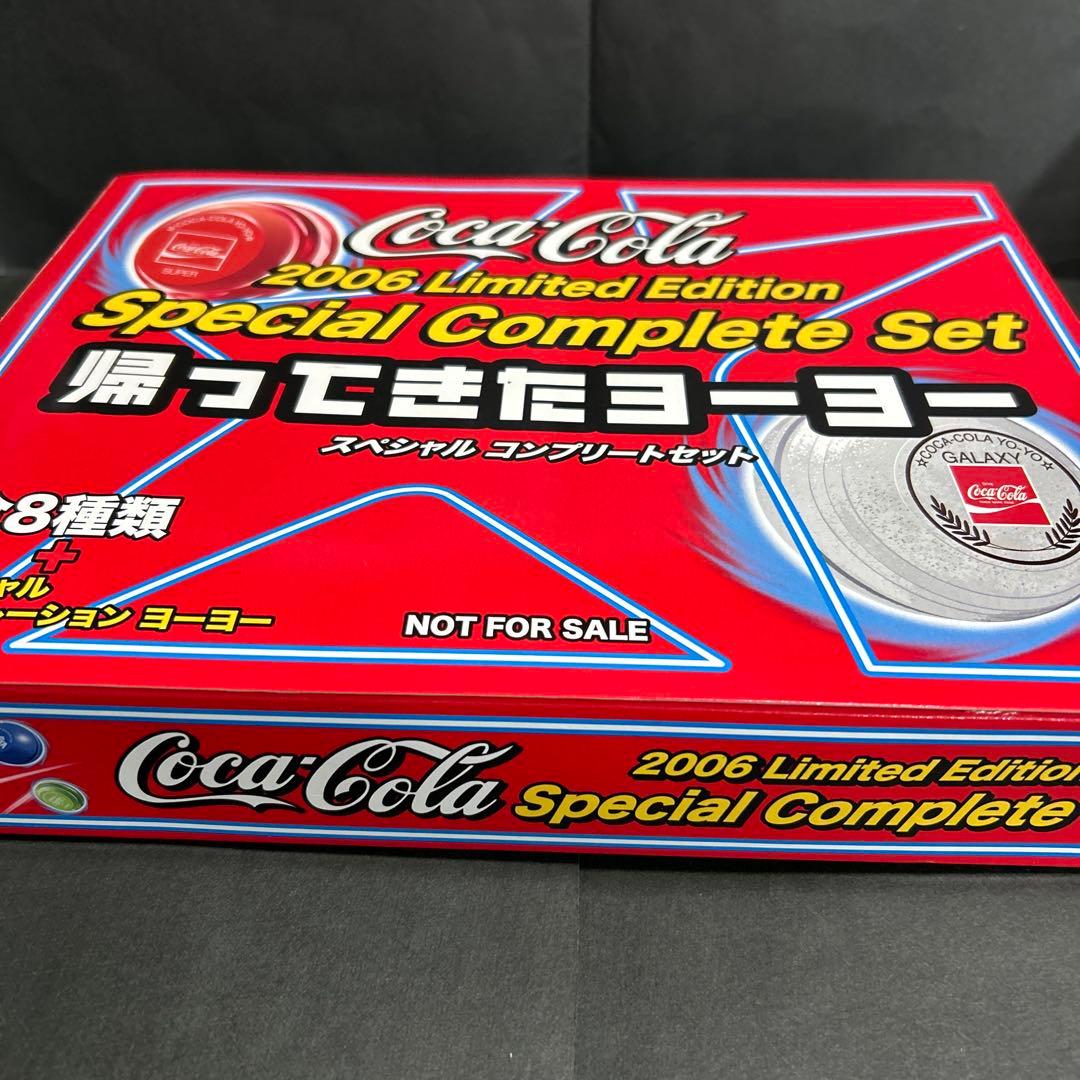 Coca-Cola
2006 Limited Edition
Special Complete Set
帰ってきたヨーヨー
スペシャル コンプリートセット
☆COCA-COLA YO-YO☆
SUPER
Coca-Cola
☆COCA-COLA YO-YO☆
GALAXY
Coca-Cola
全8種類
+
ャル
レーション ヨーヨー
NOT FOR SALE
Coca-Cola
2006 Limited Edition
Special Complete